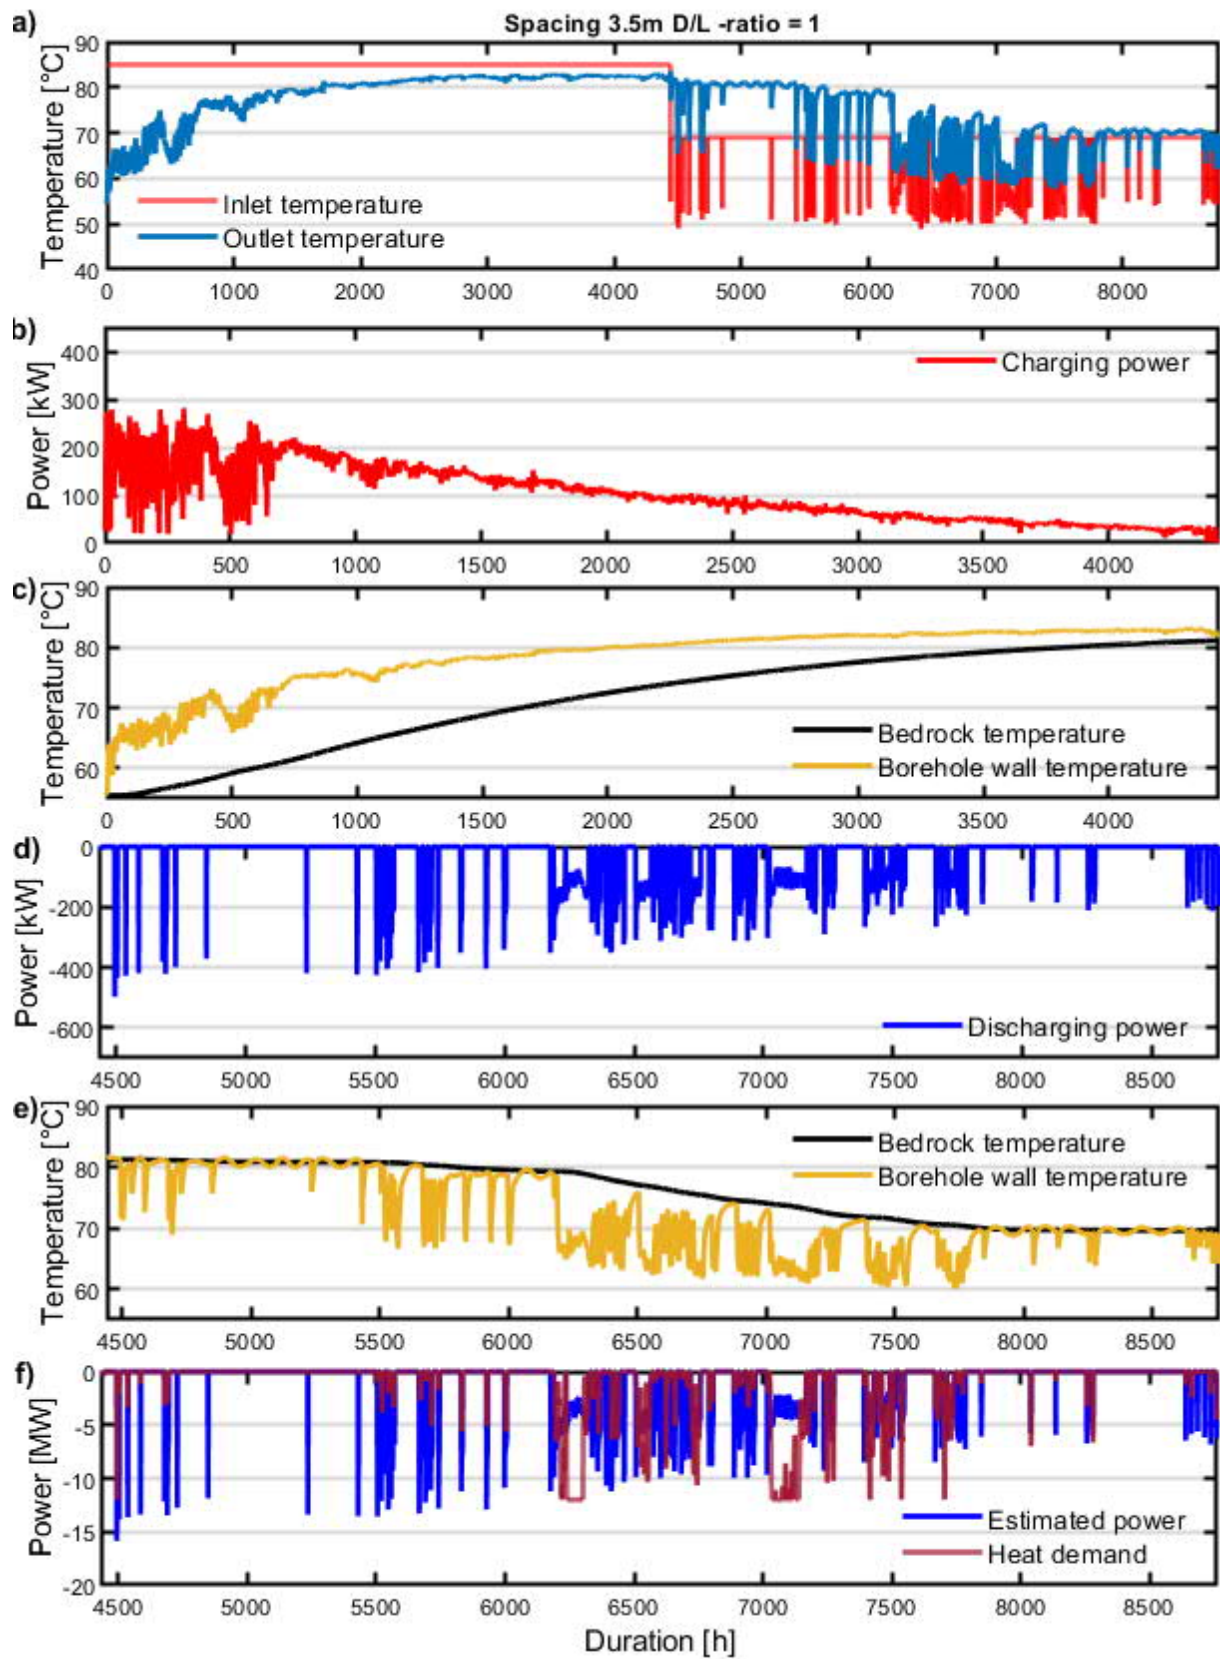 a)
Spacing 3.5m D/L -ratio = 1
Temperature [°C]
90
80
70
60
50
40
Inlet temperature
Outlet temperature
0 1000 2000 3000 4000 5000 6000 7000 8000
b)
Power [kW]
400
300
200
100
0
Charging power
0 500 1000 1500 2000 2500 3000 3500 4000
c)
Temperature [°C]
90
80
70
60
Bedrock temperature
Borehole wall temperature
0 500 1000 1500 2000 2500 3000 3500 4000
d)
Power [kW]
0
-200
-400
-600
Discharging power
4500 5000 5500 6000 6500 7000 7500 8000 8500
e)
Temperature [°C]
90
80
70
60
Bedrock temperature
Borehole wall temperature
4500 5000 5500 6000 6500 7000 7500 8000 8500
f)
Power [MW]
0
-5
-10
-15
-20
Estimated power
Heat demand
4500 5000 5500 6000 6500 7000 7500 8000 8500
Duration [h]